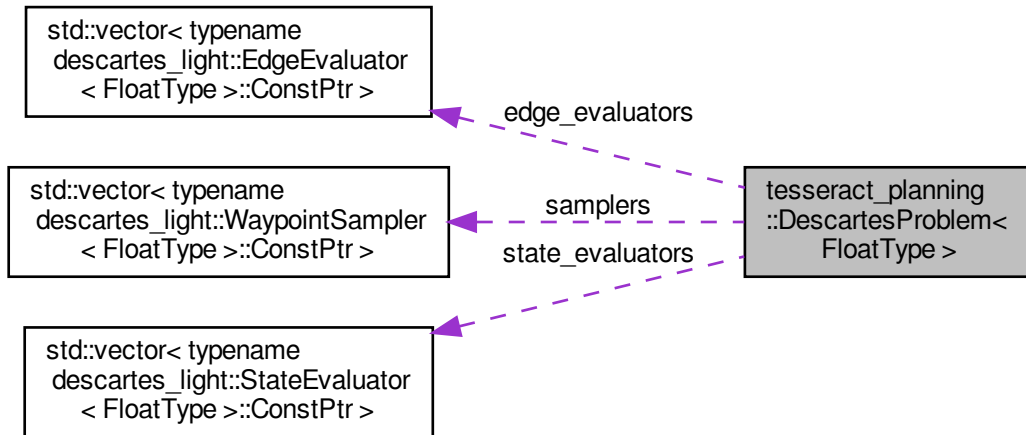 std::vector< typename
descartes_light::EdgeEvaluator
< FloatType >::ConstPtr >
edge_evaluators
std::vector< typename
descartes_light::WaypointSampler
< FloatType >::ConstPtr >
samplers
tesseract_planning
::DescartesProblem<
FloatType >
state_evaluators
std::vector< typename
descartes_light::StateEvaluator
< FloatType >::ConstPtr >